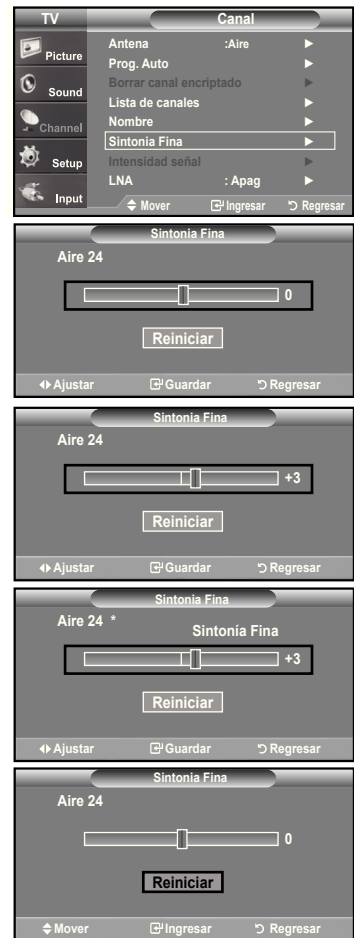 TV Canal
Picture
Sound
Channel
Setup
Input
Antena :Aire ►
Prog. Auto ►
Borrar canal encriptado ►
Lista de canales ►
Nombre ►
Sintonia Fina ►
Intensidad señal ►
LNA : Apag ►
Mover Ingresar Regresar
Sintonia Fina
Aire 24
0
Reiniciar
Ajustar Guardar Regresar
Sintonia Fina
Aire 24
+3
Reiniciar
Ajustar Guardar Regresar
Sintonia Fina
Aire 24 *
Sintonía Fina
+3
Reiniciar
Ajustar Guardar Regresar
Sintonia Fina
Aire 24
0
Reiniciar
Mover Ingresar Regresar